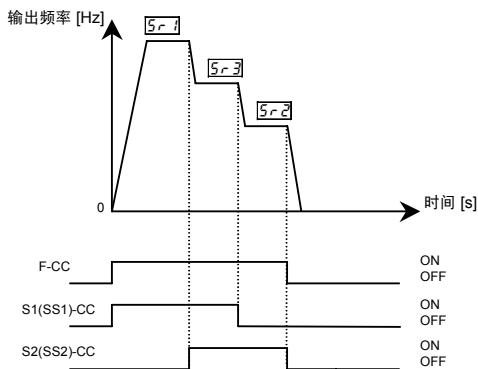 输出频率 [Hz]
Sr1
Sr3
Sr2
0
时间 [s]
F-CC
ON
OFF
S1(SS1)-CC
ON
OFF
S2(SS2)-CC
ON
OFF